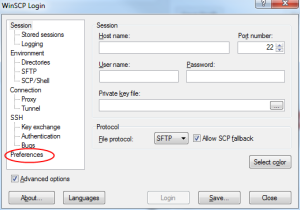 WinSCP Login
Session
Stored sessions
Logging
Environment
Directories
SFTP
SCP/Shell
Connection
Proxy
Tunnel
SSH
Key exchange
Authentication
Bugs
Preferences
Advanced options
Session
Host name:
Port number:
22
User name:
Password:
Private key file:
...
Protocol
File protocol:
SFTP
Allow SCP fallback
Select color
About...
Languages
Login
Save...
Close